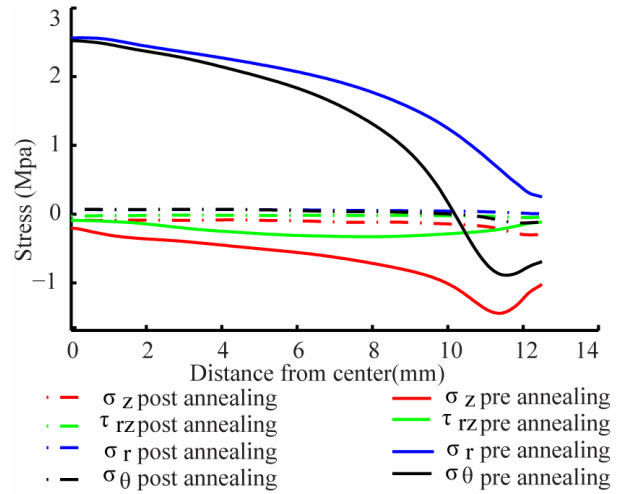 3
2
1
0
−1
Stress (Mpa)
0 2 4 6 8 10 12 14
Distance from center(mm)
σ z post annealing
τ rz post annealing
σ r post annealing
σ θ post annealing
σ z pre annealing
τ rz pre annealing
σ r pre annealing
σ θ pre annealing